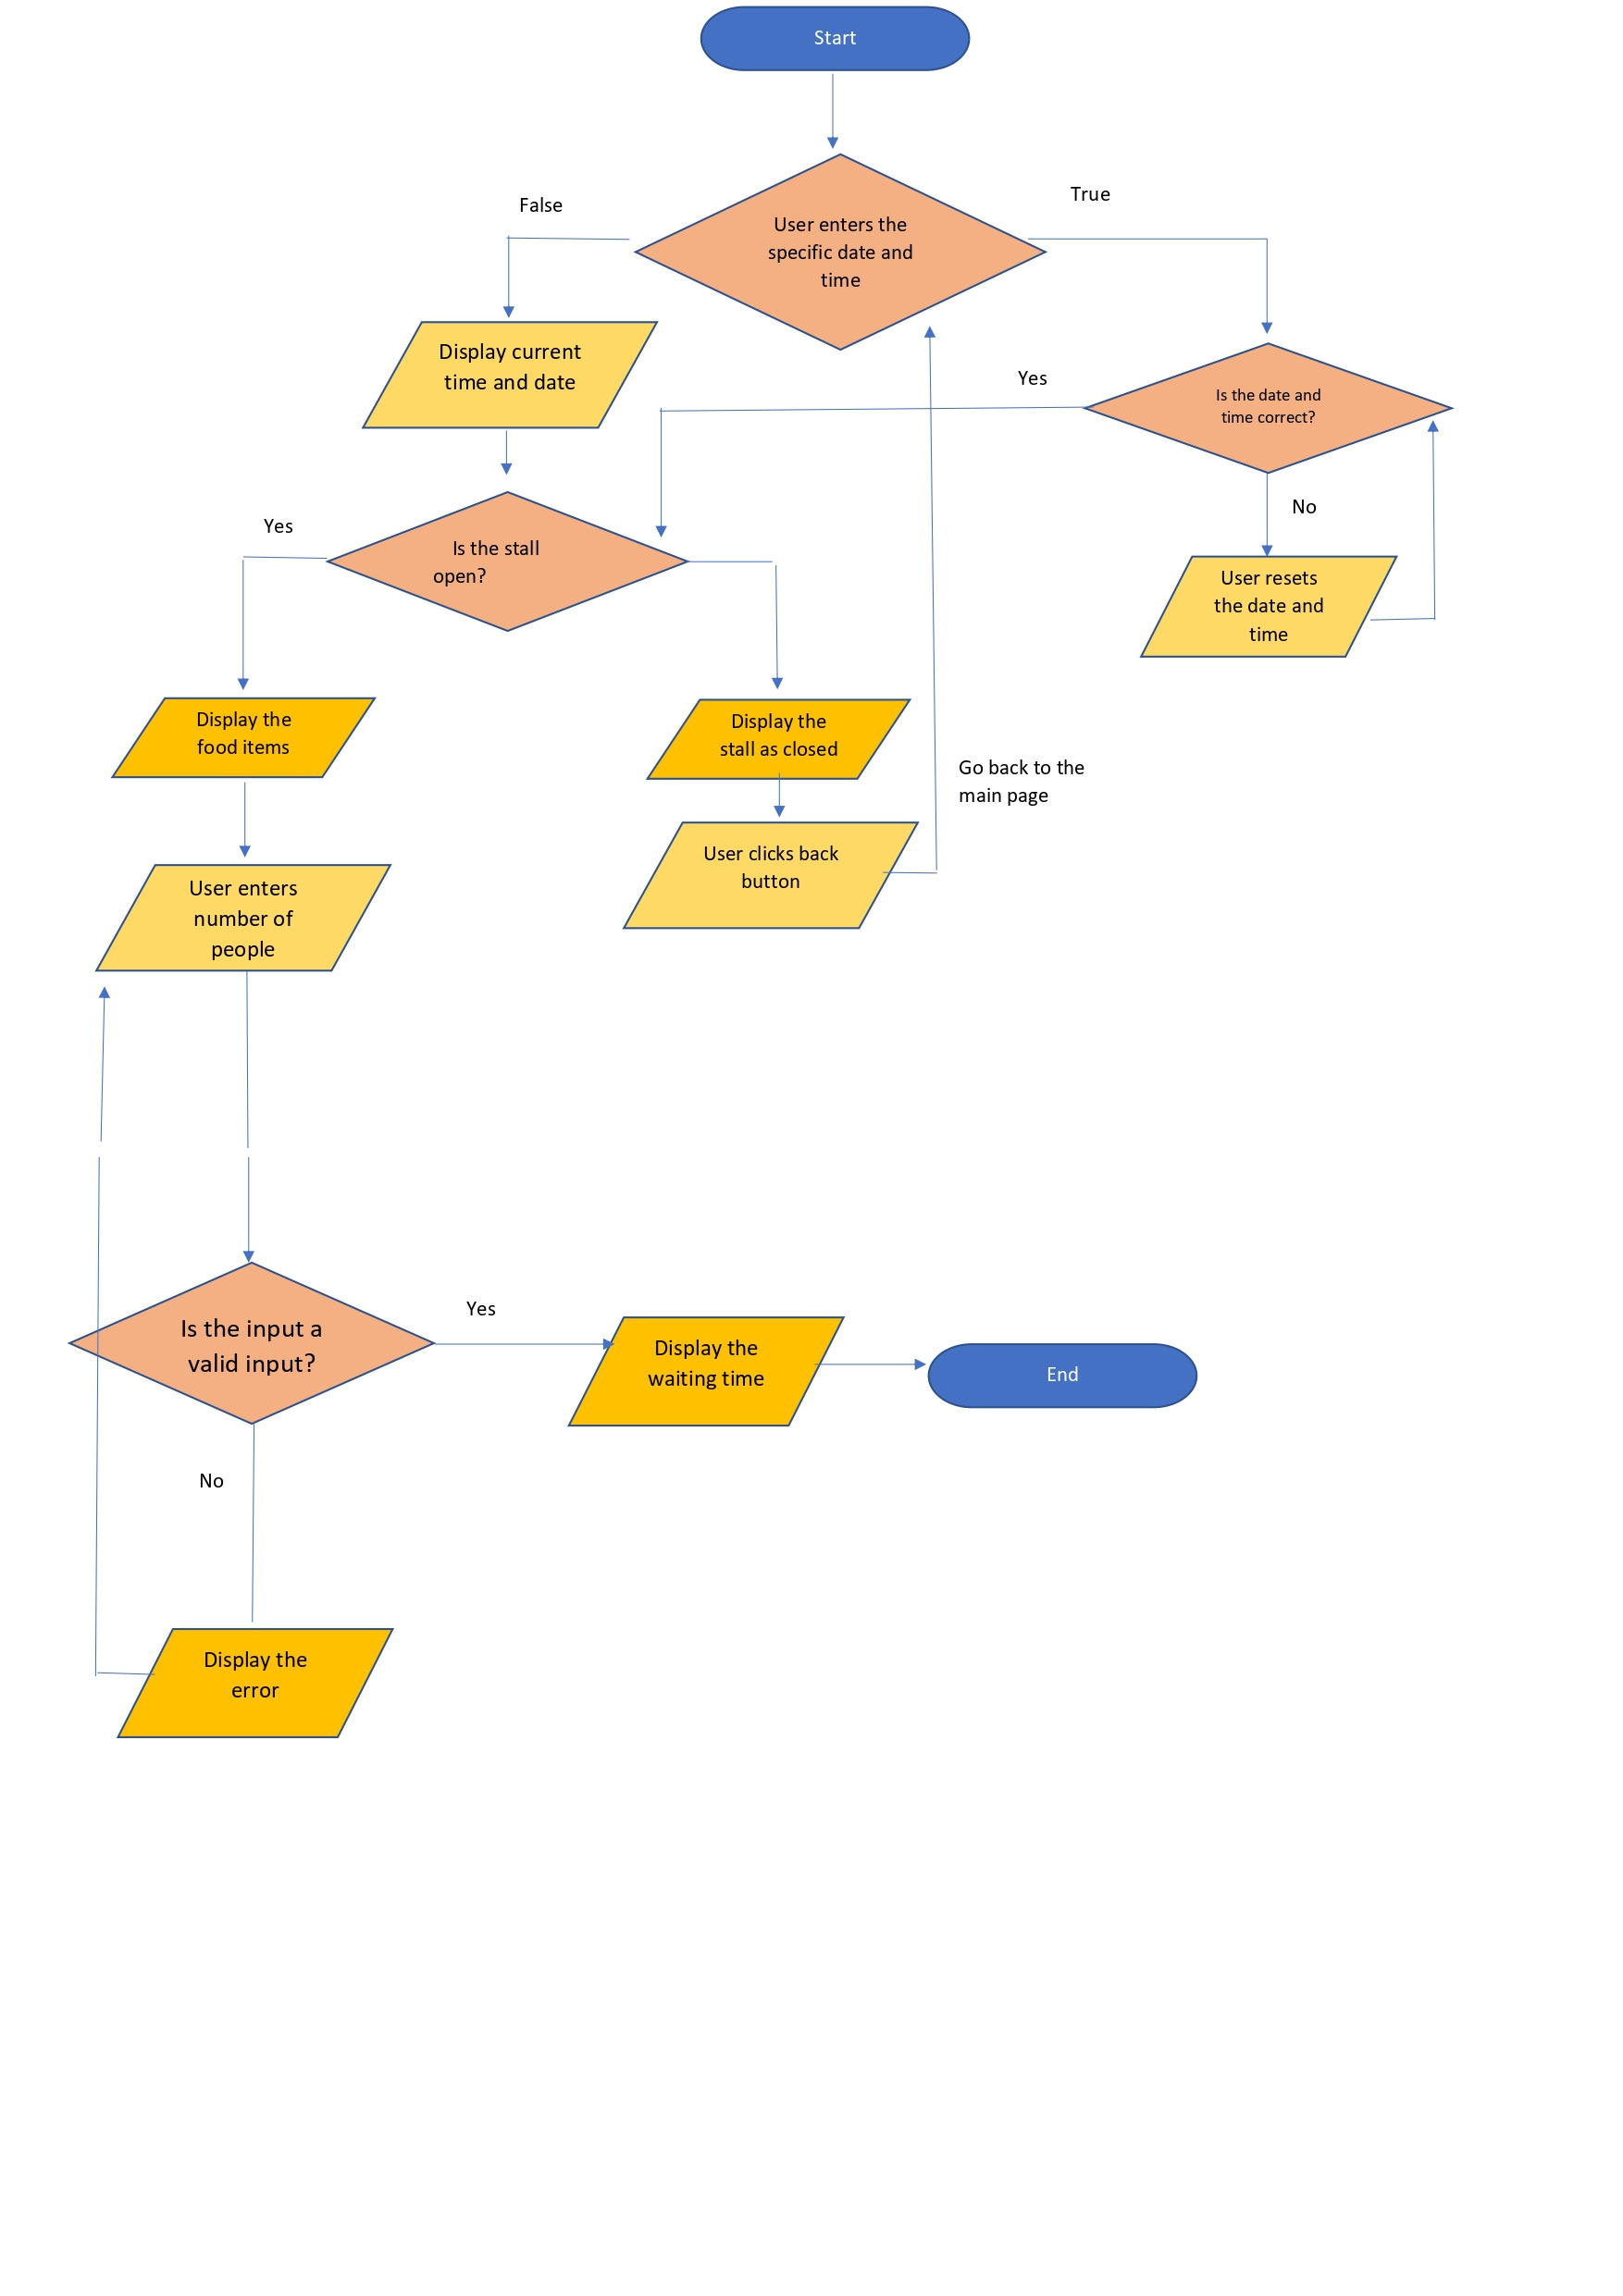 Start
False
True
User enters the
specific date and
time
Display current
time and date
Yes
Is the date and
time correct?
No
Yes
Is the stall
open?
User resets
the date and
time
Display the
food items
Display the
stall as closed
Go back to the
main page
User clicks back
button
User enters
number of
people
Yes
Is the input a
valid input?
Display the
waiting time
End
No
Display the
error